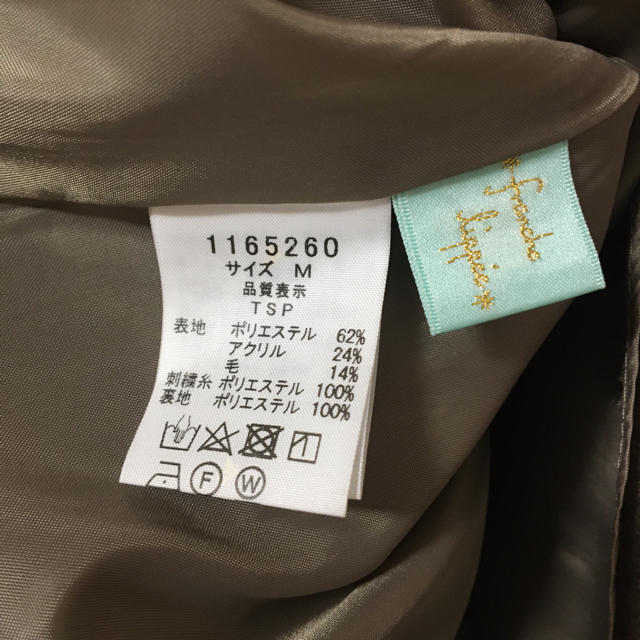 1165260
サイズ M
品質表示
TSP
表地 ポリエステル 62%
アクリル 24%
毛 14%
刺繍糸 ポリエステル 100%
裏地 ポリエステル 100%
F W
franche
lippée